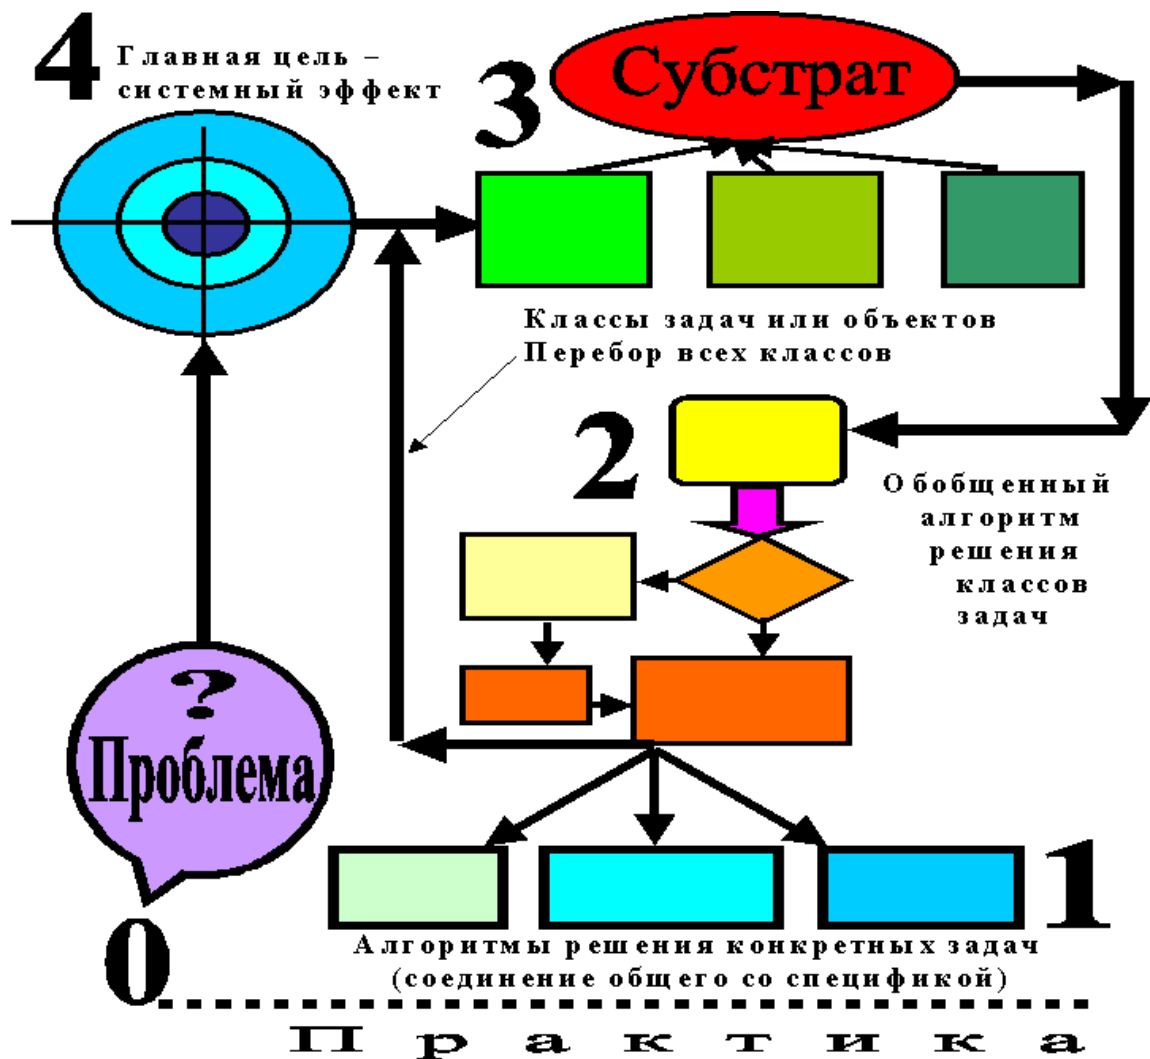 4
Главная цель –
системный эффект
3
Субстрат
Классы задач или объектов
Перебор всех классов
2
Обобщенный
алгоритм
решения
классов
задач
?
Проблема
0
1
Алгоритмы решения конкретных задач
(соединение общего со спецификой)
Практика